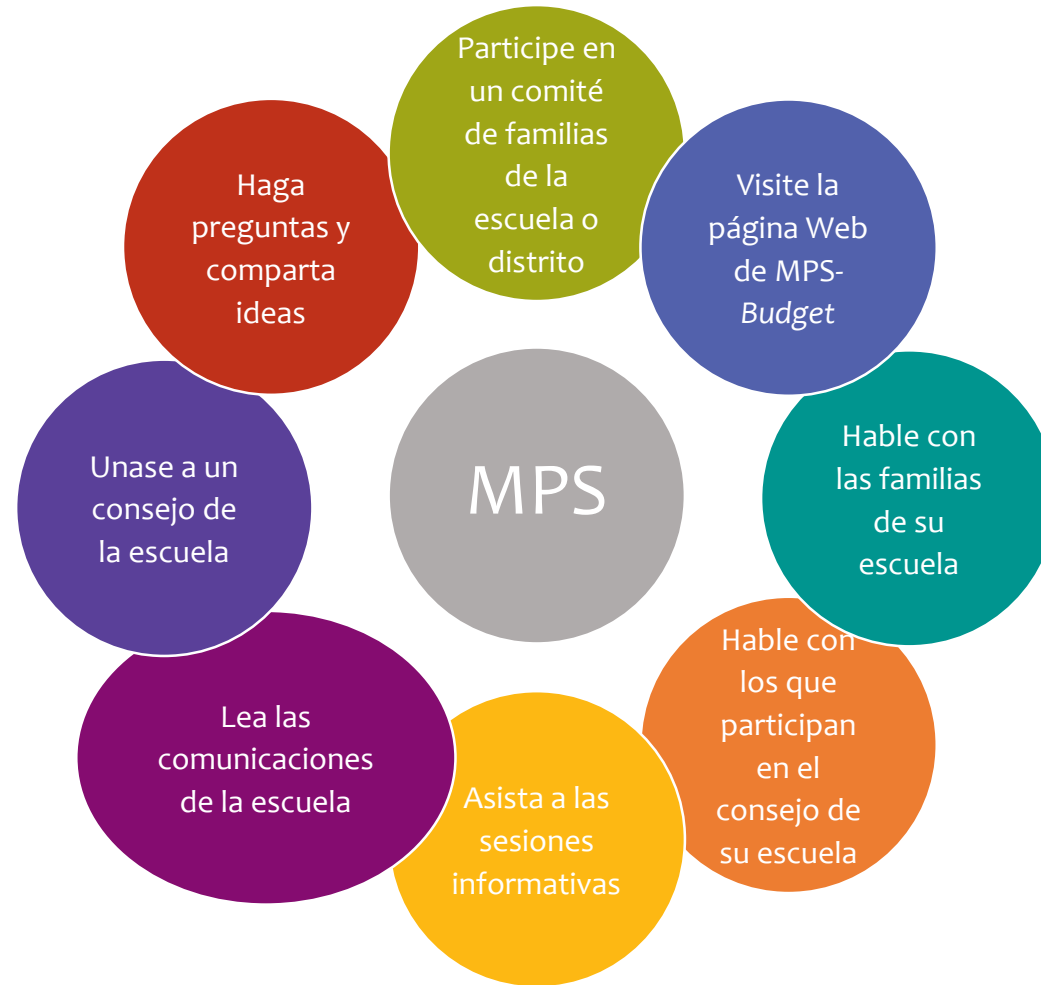 Participe en
un comité
de familias
de la
escuela o
distrito
Visite la
página Web
de MPS-
Budget
Hable con
las familias
de su
escuela
Hable con
los que
participan
en el
consejo de
su escuela
Asista a las
sesiones
informativas
Lea las
comunicaciones
de la escuela
Unase a un
consejo de
la escuela
Haga
preguntas y
comparta
ideas
MPS